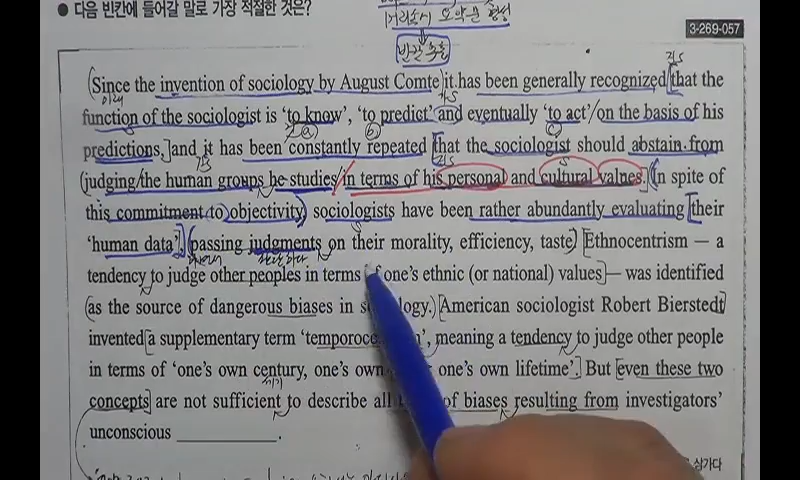 ● 다음 빈칸에 들어갈 말로 가장 적절한 것은?
반복 축출
3-269-057
Since the invention of sociology by August Comte it has been generally recognized that the
function of the sociologist is ‘to know’, ‘to predict’ and eventually ‘to act’ on the basis of his
predictions, and it has been constantly repeated that the sociologist should abstain from
judging the human groups he studies in terms of his personal and cultural values. In spite of
this commitment to objectivity, sociologists have been rather abundantly evaluating their
‘human data’, passing judgments on their morality, efficiency, taste. Ethnocentrism — a
tendency to judge other peoples in terms of one’s ethnic (or national) values — was identified
as the source of dangerous biases in sociology. American sociologist Robert Bierstedt
invented a supplementary term ‘temporoce ’, meaning a tendency to judge other people
in terms of ‘one’s own century, one’s own one’s own lifetime’. But even these two
concepts are not sufficient to describe all of biases resulting from investigators’
unconscious ____________.
삼가다